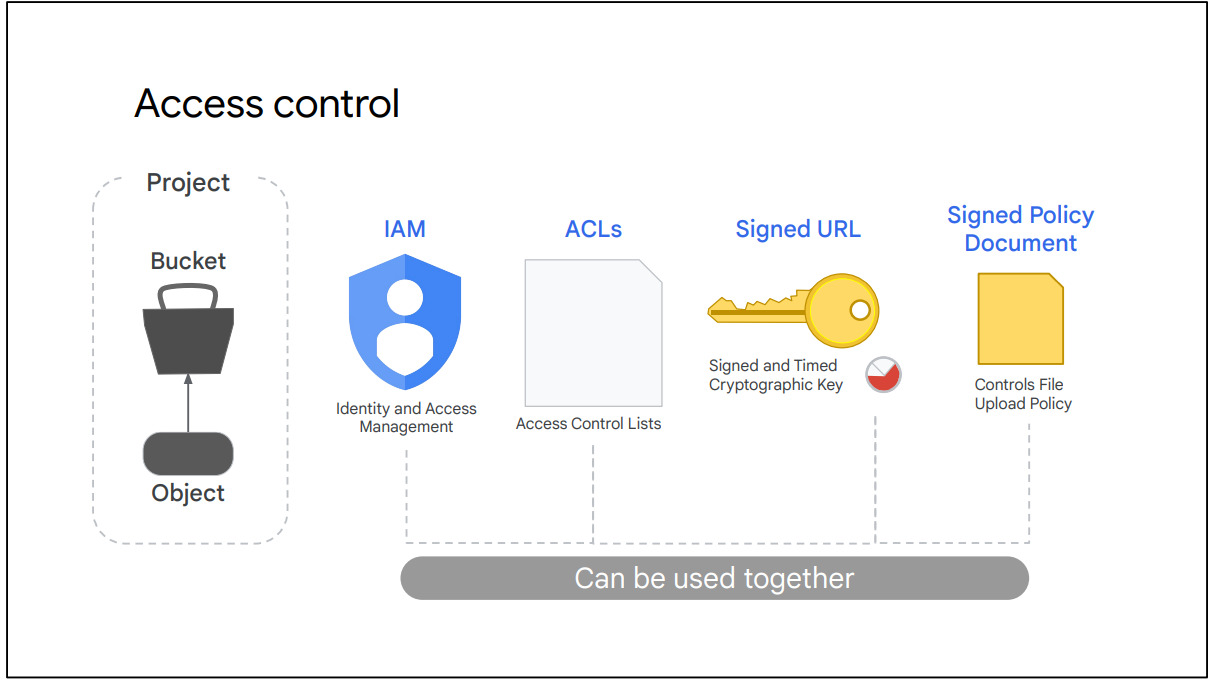 Access control
Project
Bucket
Object
IAM
Identity and Access
Management
ACLs
Access Control Lists
Signed URL
Signed and Timed
Cryptographic Key
Signed Policy
Document
Controls File
Upload Policy
Can be used together